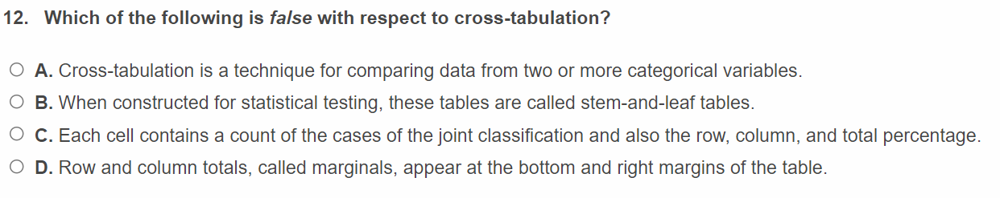 12. Which of the following is false with respect to cross-tabulation?
A. Cross-tabulation is a technique for comparing data from two or more categorical variables.
B. When constructed for statistical testing, these tables are called stem-and-leaf tables.
C. Each cell contains a count of the cases of the joint classification and also the row, column, and total percentage.
D. Row and column totals, called marginals, appear at the bottom and right margins of the table.